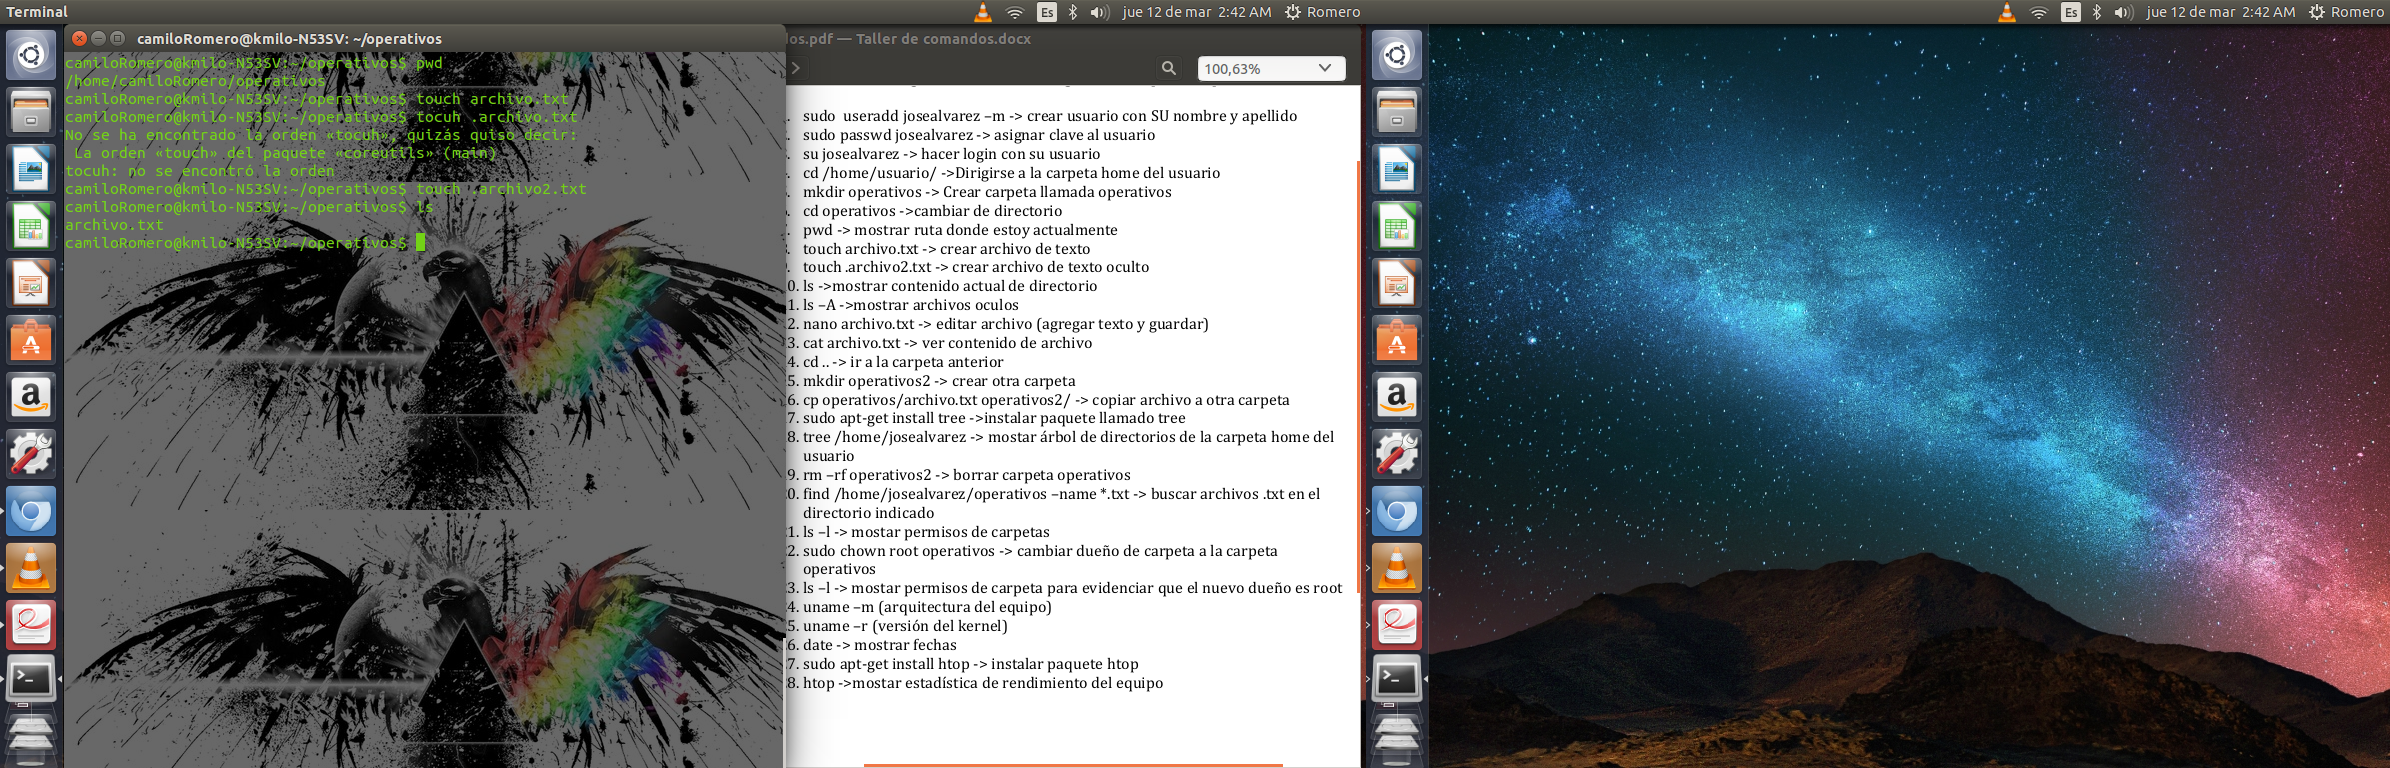 Terminal
Es
jue 12 de mar 2:42 AM
Romero
Es
jue 12 de mar 2:42 AM
Romero
camiloRomero@kmilo-N53SV: ~/operativos
camiloRomero@kmilo-N53SV:~/operativos$ pwd
/home/camiloRomero/operativos
camiloRomero@kmilo-N53SV:~/operativos$ touch archivo.txt
camiloRomero@kmilo-N53SV:~/operativos$ tocuh .archivo.txt
No se ha encontrado la orden «tocuh», quizás quiso decir:
La orden «touch» del paquete «coreutils» (main)
tocuh: no se encontró la orden
camiloRomero@kmilo-N53SV:~/operativos$ touch .archivo2.txt
camiloRomero@kmilo-N53SV:~/operativos$ ls
archivo.txt
camiloRomero@kmilo-N53SV:~/operativos$
los.pdf — Taller de comandos.docx
100,63%
. sudo  useradd josealvarez –m -> crear usuario con SU nombre y apellido
. sudo passwd josealvarez -> asignar clave al usuario
. su josealvarez -> hacer login con su usuario
. cd /home/usuario/ ->Dirigirse a la carpeta home del usuario
. mkdir operativos -> Crear carpeta llamada operativos
. cd operativos ->cambiar de directorio
. pwd -> mostrar ruta donde estoy actualmente
. touch archivo.txt -> crear archivo de texto
. touch .archivo2.txt -> crear archivo de texto oculto
0. ls ->mostrar contenido actual de directorio
1. ls –A ->mostrar archivos oculos
2. nano archivo.txt -> editar archivo (agregar texto y guardar)
3. cat archivo.txt -> ver contenido de archivo
4. cd .. -> ir a la carpeta anterior
5. mkdir operativos2 -> crear otra carpeta
6. cp operativos/archivo.txt operativos2/ -> copiar archivo a otra carpeta
7. sudo apt-get install tree ->instalar paquete llamado tree
8. tree /home/josealvarez -> mostar árbol de directorios de la carpeta home del
usuario
9. rm –rf operativos2 -> borrar carpeta operativos
0. find /home/josealvarez/operativos –name *.txt -> buscar archivos .txt en el
directorio indicado
1. ls –l -> mostar permisos de carpetas
2. sudo chown root operativos -> cambiar dueño de carpeta a la carpeta
operativos
3. ls –l -> mostar permisos de carpeta para evidenciar que el nuevo dueño es root
4. uname –m (arquitectura del equipo)
5. uname –r (versión del kernel)
6. date -> mostrar fechas
7. sudo apt-get install htop -> instalar paquete htop
8. htop ->mostar estadística de rendimiento del equipo